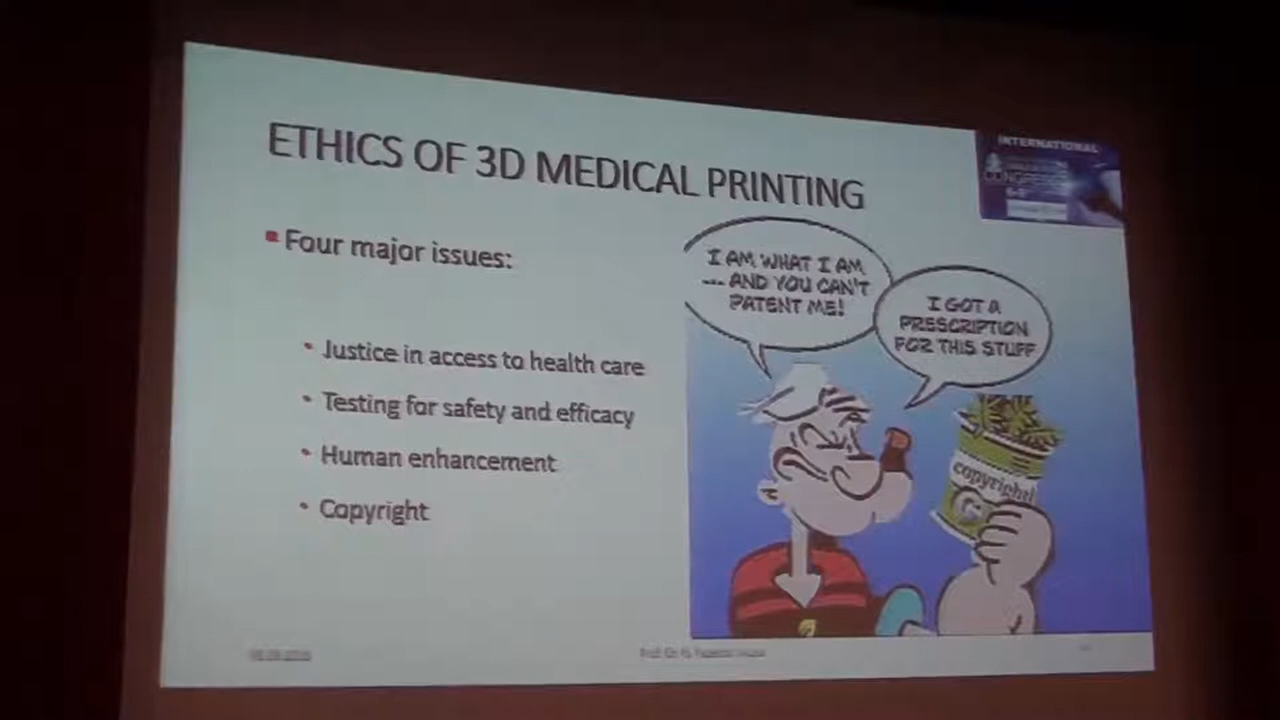 ETHICS OF 3D MEDICAL PRINTING
INTERNATIONAL
Four major issues:
Justice in access to health care
Testing for safety and efficacy
Human enhancement
Copyright
I AM WHAT I AM
... AND YOU CAN'T
PATENT ME!
I GOT A
PRESCRIPTION
FOR THIS STUFF
copyright!